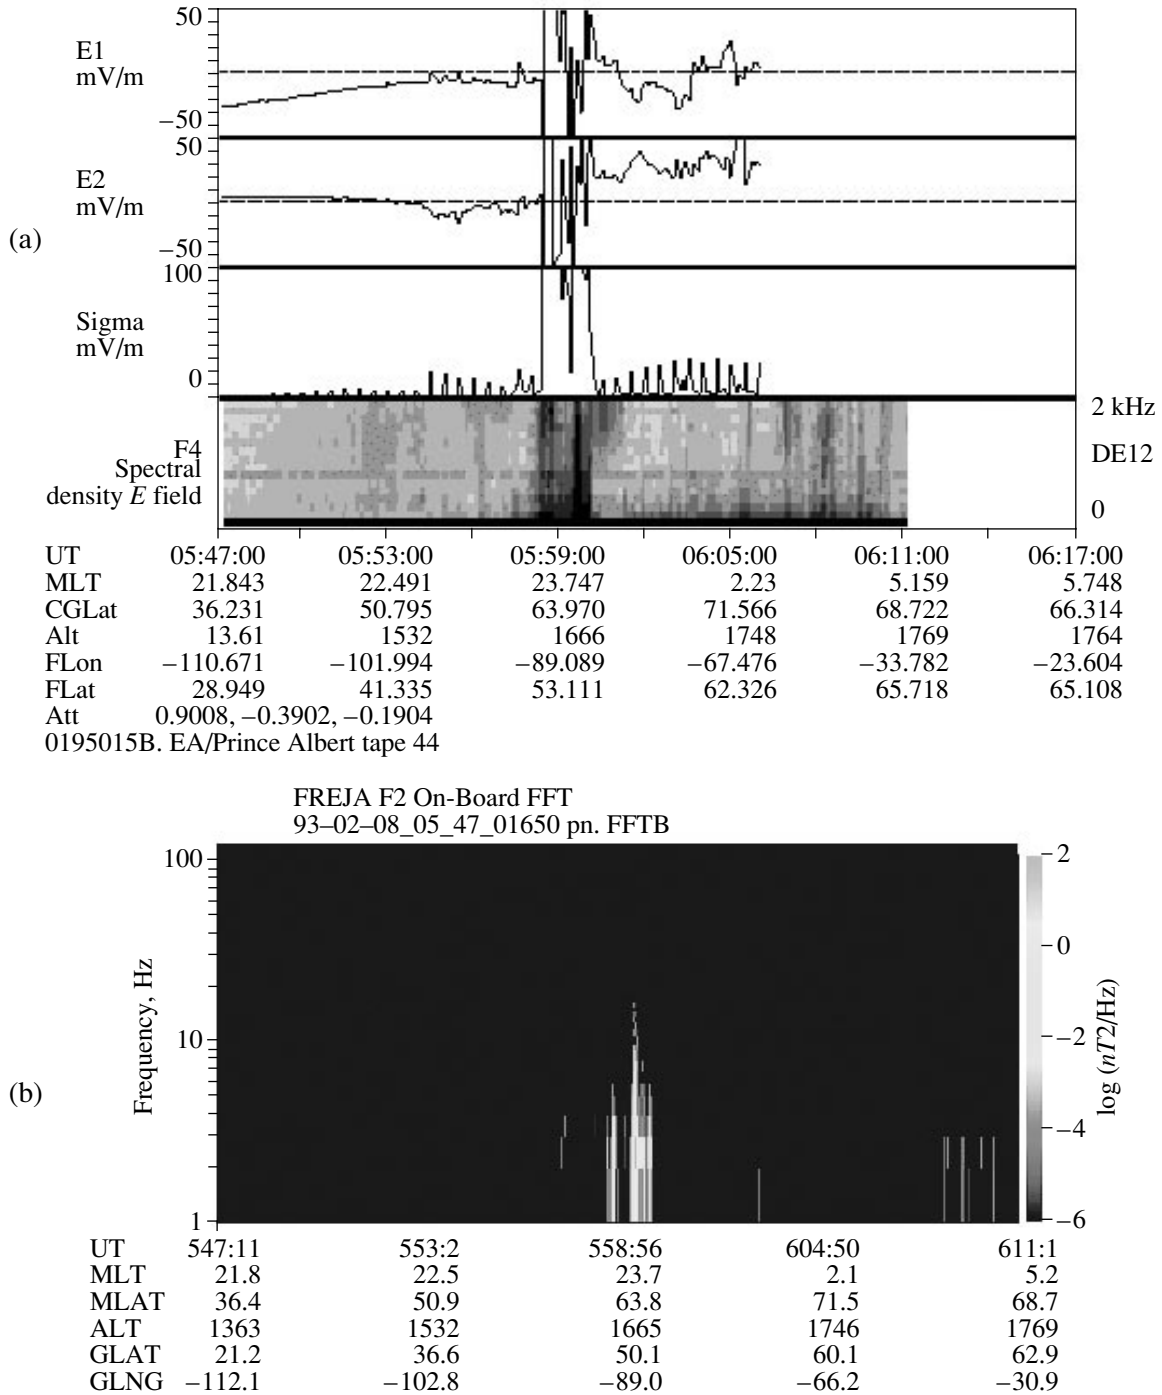 50
E1
mV/m
−50
50
E2
mV/m
(a)
−50
100
Sigma
mV/m
0
2 kHz
F4
Spectral
density E field
DE12
0
UT 05:47:00 05:53:00 05:59:00 06:05:00 06:11:00 06:17:00
MLT 21.843 22.491 23.747 2.23 5.159 5.748
CGLat 36.231 50.795 63.970 71.566 68.722 66.314
Alt 13.61 1532 1666 1748 1769 1764
FLon −110.671 −101.994 −89.089 −67.476 −33.782 −23.604
FLat 28.949 41.335 53.111 62.326 65.718 65.108
Att 0.9008, −0.3902, −0.1904
0195015B. EA/Prince Albert tape 44
FREJA F2 On-Board FFT
93–02–08_05_47_01650 pn. FFTB
100
10
1
Frequency, Hz
(b)
2
0
−2
−4
−6
log (nT2/Hz)
UT 547:11 553:2 558:56 604:50 611:1
MLT 21.8 22.5 23.7 2.1 5.2
MLAT 36.4 50.9 63.8 71.5 68.7
ALT 1363 1532 1665 1746 1769
GLAT 21.2 36.6 50.1 60.1 62.9
GLNG −112.1 −102.8 −89.0 −66.2 −30.9